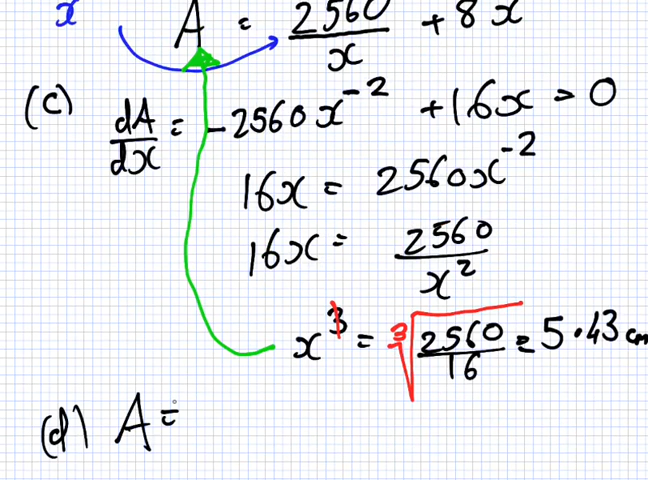 x A = 2560/x + 8x
(c) dA/dx = -2560x^-2 + 16x = 0
16x = 2560x^-2
16x = 2560/x^2
x^3 = ∛(2560/16) = 5.43 cm
(d) A =